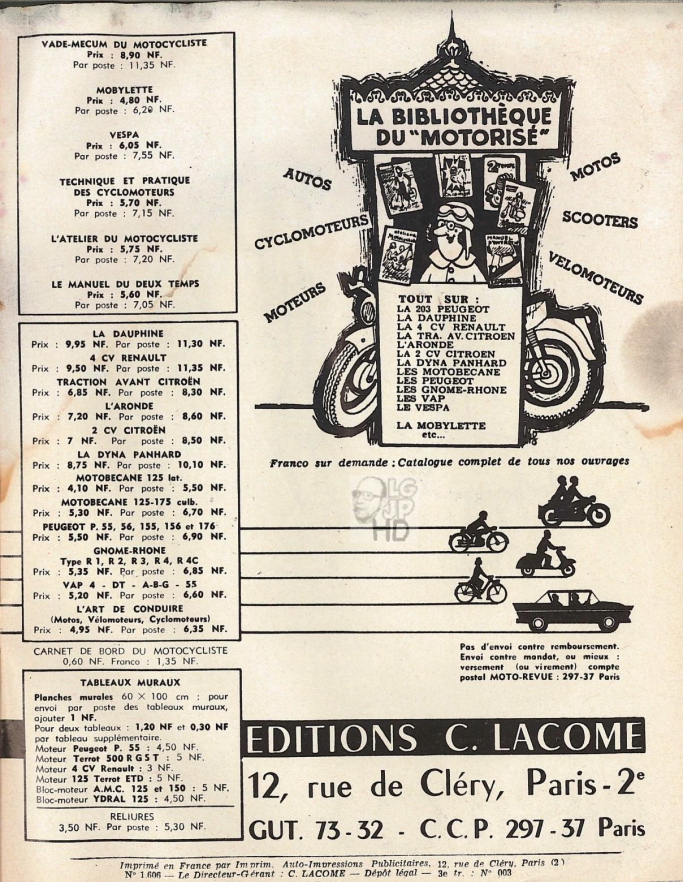 VADE-MECUM DU MOTOCYCLISTE
Prix : 8,90 NF.
Par poste : 11,35 NF.
MOBYLETTE
Prix : 4,80 NF.
Par poste : 6,20 NF.
VESPA
Prix : 6,05 NF.
Par poste : 7,55 NF.
TECHNIQUE ET PRATIQUE
DES CYCLOMOTEURS
Prix : 5,70 NF.
Par poste : 7,15 NF.
L'ATELIER DU MOTOCYCLISTE
Prix : 5,75 NF.
Par poste : 7,20 NF.
LE MANUEL DU DEUX TEMPS
Prix : 5,60 NF.
Par poste : 7,05 NF.
LA DAUPHINE
Prix : 9,95 NF. Par poste : 11,30 NF.
4 CV RENAULT
Prix : 9,50 NF. Par poste : 11,35 NF.
TRACTION AVANT CITROËN
Prix : 6,85 NF. Par poste : 8,30 NF.
L'ARONDE
Prix : 7,20 NF. Par poste : 8,60 NF.
2 CV CITROËN
Prix : 7 NF. Par poste : 8,50 NF.
LA DYNA PANHARD
Prix : 8,75 NF. Par poste : 10,10 NF.
MOTOBECANE 125 lat.
Prix : 4,10 NF. Par poste : 5,50 NF.
MOTOBECANE 125-175 culb.
Prix : 5,30 NF. Par poste : 6,70 NF.
PEUGEOT P. 55, 56, 155, 156 et 176
Prix : 5,50 NF. Par poste : 6,90 NF.
GNOME-RHONE
Type R 1, R 2, R 3, R 4, R 4C
Prix : 5,35 NF. Par poste : 6,85 NF.
VAP 4 - DT - A-B-G - 55
Prix : 5,20 NF. Par poste : 6,60 NF.
L'ART DE CONDUIRE
(Motos, Vélomoteurs, Cyclomoteurs)
Prix : 4,95 NF. Par poste : 6,35 NF.
CARNET DE BORD DU MOTOCYCLISTE
0,60 NF. Franco : 1,35 NF.
TABLEAUX MURAUX
Planches murales 60 X 100 cm : pour
envoi par poste des tableaux muraux,
ajouter 1 NF.
Pour deux tableaux : 1,20 NF et 0,30 NF
par tableau supplémentaire.
Moteur Peugeot P. 55 : 4,50 NF.
Moteur Terrot 500 R G S T : 5 NF.
Moteur 4 CV Renault : 3 NF.
Moteur 125 Terrot ETD : 5 NF.
Bloc-moteur A.M.C. 125 et 150 : 5 NF.
Bloc-moteur YDRAL 125 : 4,50 NF.
RELIURES
3,50 NF. Par poste : 5,30 NF.
LA BIBLIOTHÈQUE
DU "MOTORISÉ"
AUTOS
CYCLOMOTEURS
MOTEURS
MOTOS
SCOOTERS
VELOMOTEURS
TOUT SUR :
LA 203 PEUGEOT
LA DAUPHINE
LA 4 CV RENAULT
LA TRA. AV. CITROEN
L'ARONDE
LA 2 CV CITROEN
LA DYNA PANHARD
LES MOTOBECANE
LES PEUGEOT
LES GNOME-RHONE
LES VAP
LE VESPA
LA MOBYLETTE
etc...
Franco sur demande : Catalogue complet de tous nos ouvrages
LG
JP
HD
Pas d'envoi contre remboursement.
Envoi contre mandat, ou mieux :
versement (ou virement) compte
postal MOTO-REVUE : 297-37 Paris
EDITIONS C. LACOME
12, rue de Cléry, Paris-2e
GUT. 73-32 - C.C.P. 297-37 Paris
Imprimé en France par Imprim. Auto-Impressions Publicitaires, 12, rue de Cléry, Paris (2)
N° 1.606 — Le Directeur-Gérant : C. LACOME — Dépôt légal — 3e tr. : N° 003